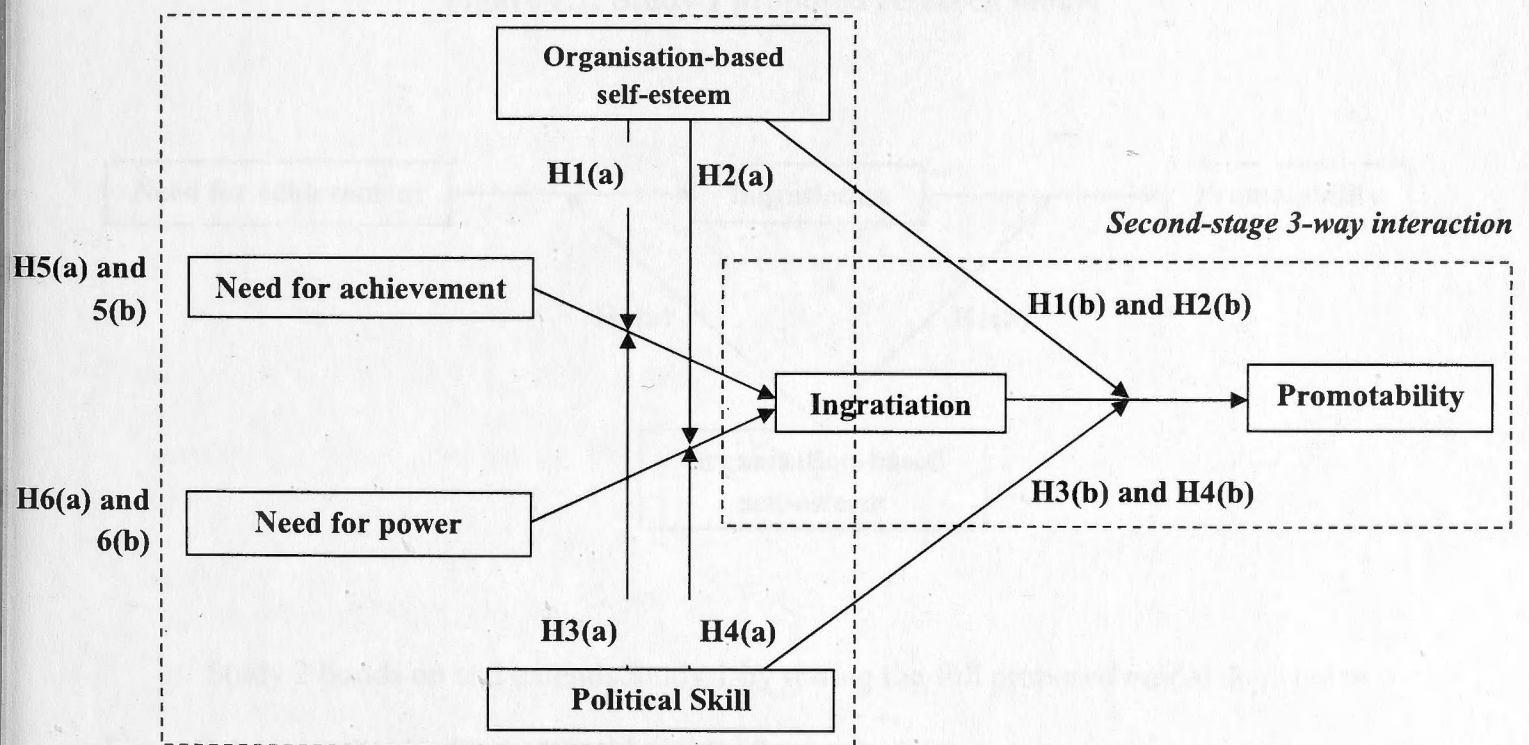 Organisation-based
self-esteem
H1(a)
H2(a)
Second-stage 3-way interaction
H5(a) and
5(b)
Need for achievement
H1(b) and H2(b)
Ingratiation
Promotability
H6(a) and
6(b)
Need for power
H3(b) and H4(b)
H3(a)
H4(a)
Political Skill